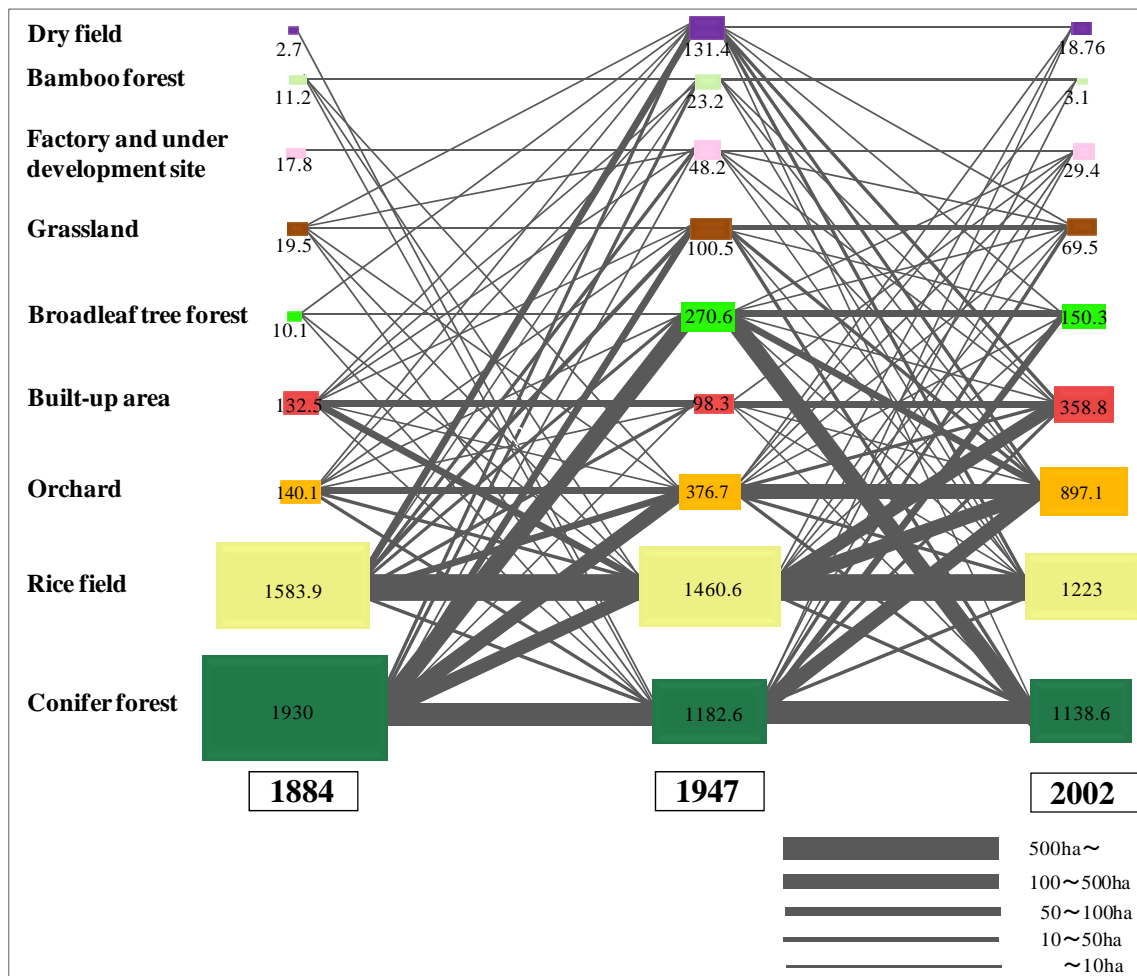 Dry field
2.7
131.4
18.76
Bamboo forest
11.2
23.2
3.1
Factory and under
development site
17.8
48.2
29.4
Grassland
19.5
100.5
69.5
Broadleaf tree forest
10.1
270.6
150.3
Built-up area
132.5
98.3
358.8
Orchard
140.1
376.7
897.1
Rice field
1583.9
1460.6
1223
Conifer forest
1930
1182.6
1138.6
1884
1947
2002
500ha～
100～500ha
50～100ha
10～50ha
～10ha